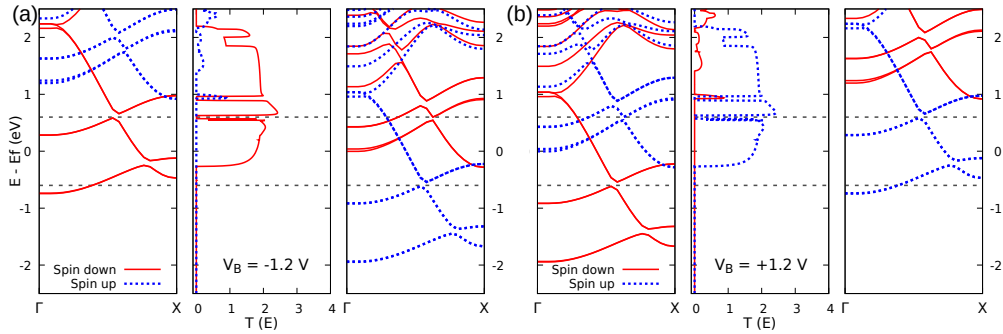 (a)
(b)
E - Ef (eV)
2
1
0
-1
-2
2
1
0
-1
-2
Spin down
Spin up
V_B = -1.2 V
Spin down
Spin up
V_B = +1.2 V
Γ X 0 1 2 3 4 Γ X Γ X 0 1 2 3 4 Γ X
T (E)
T (E)